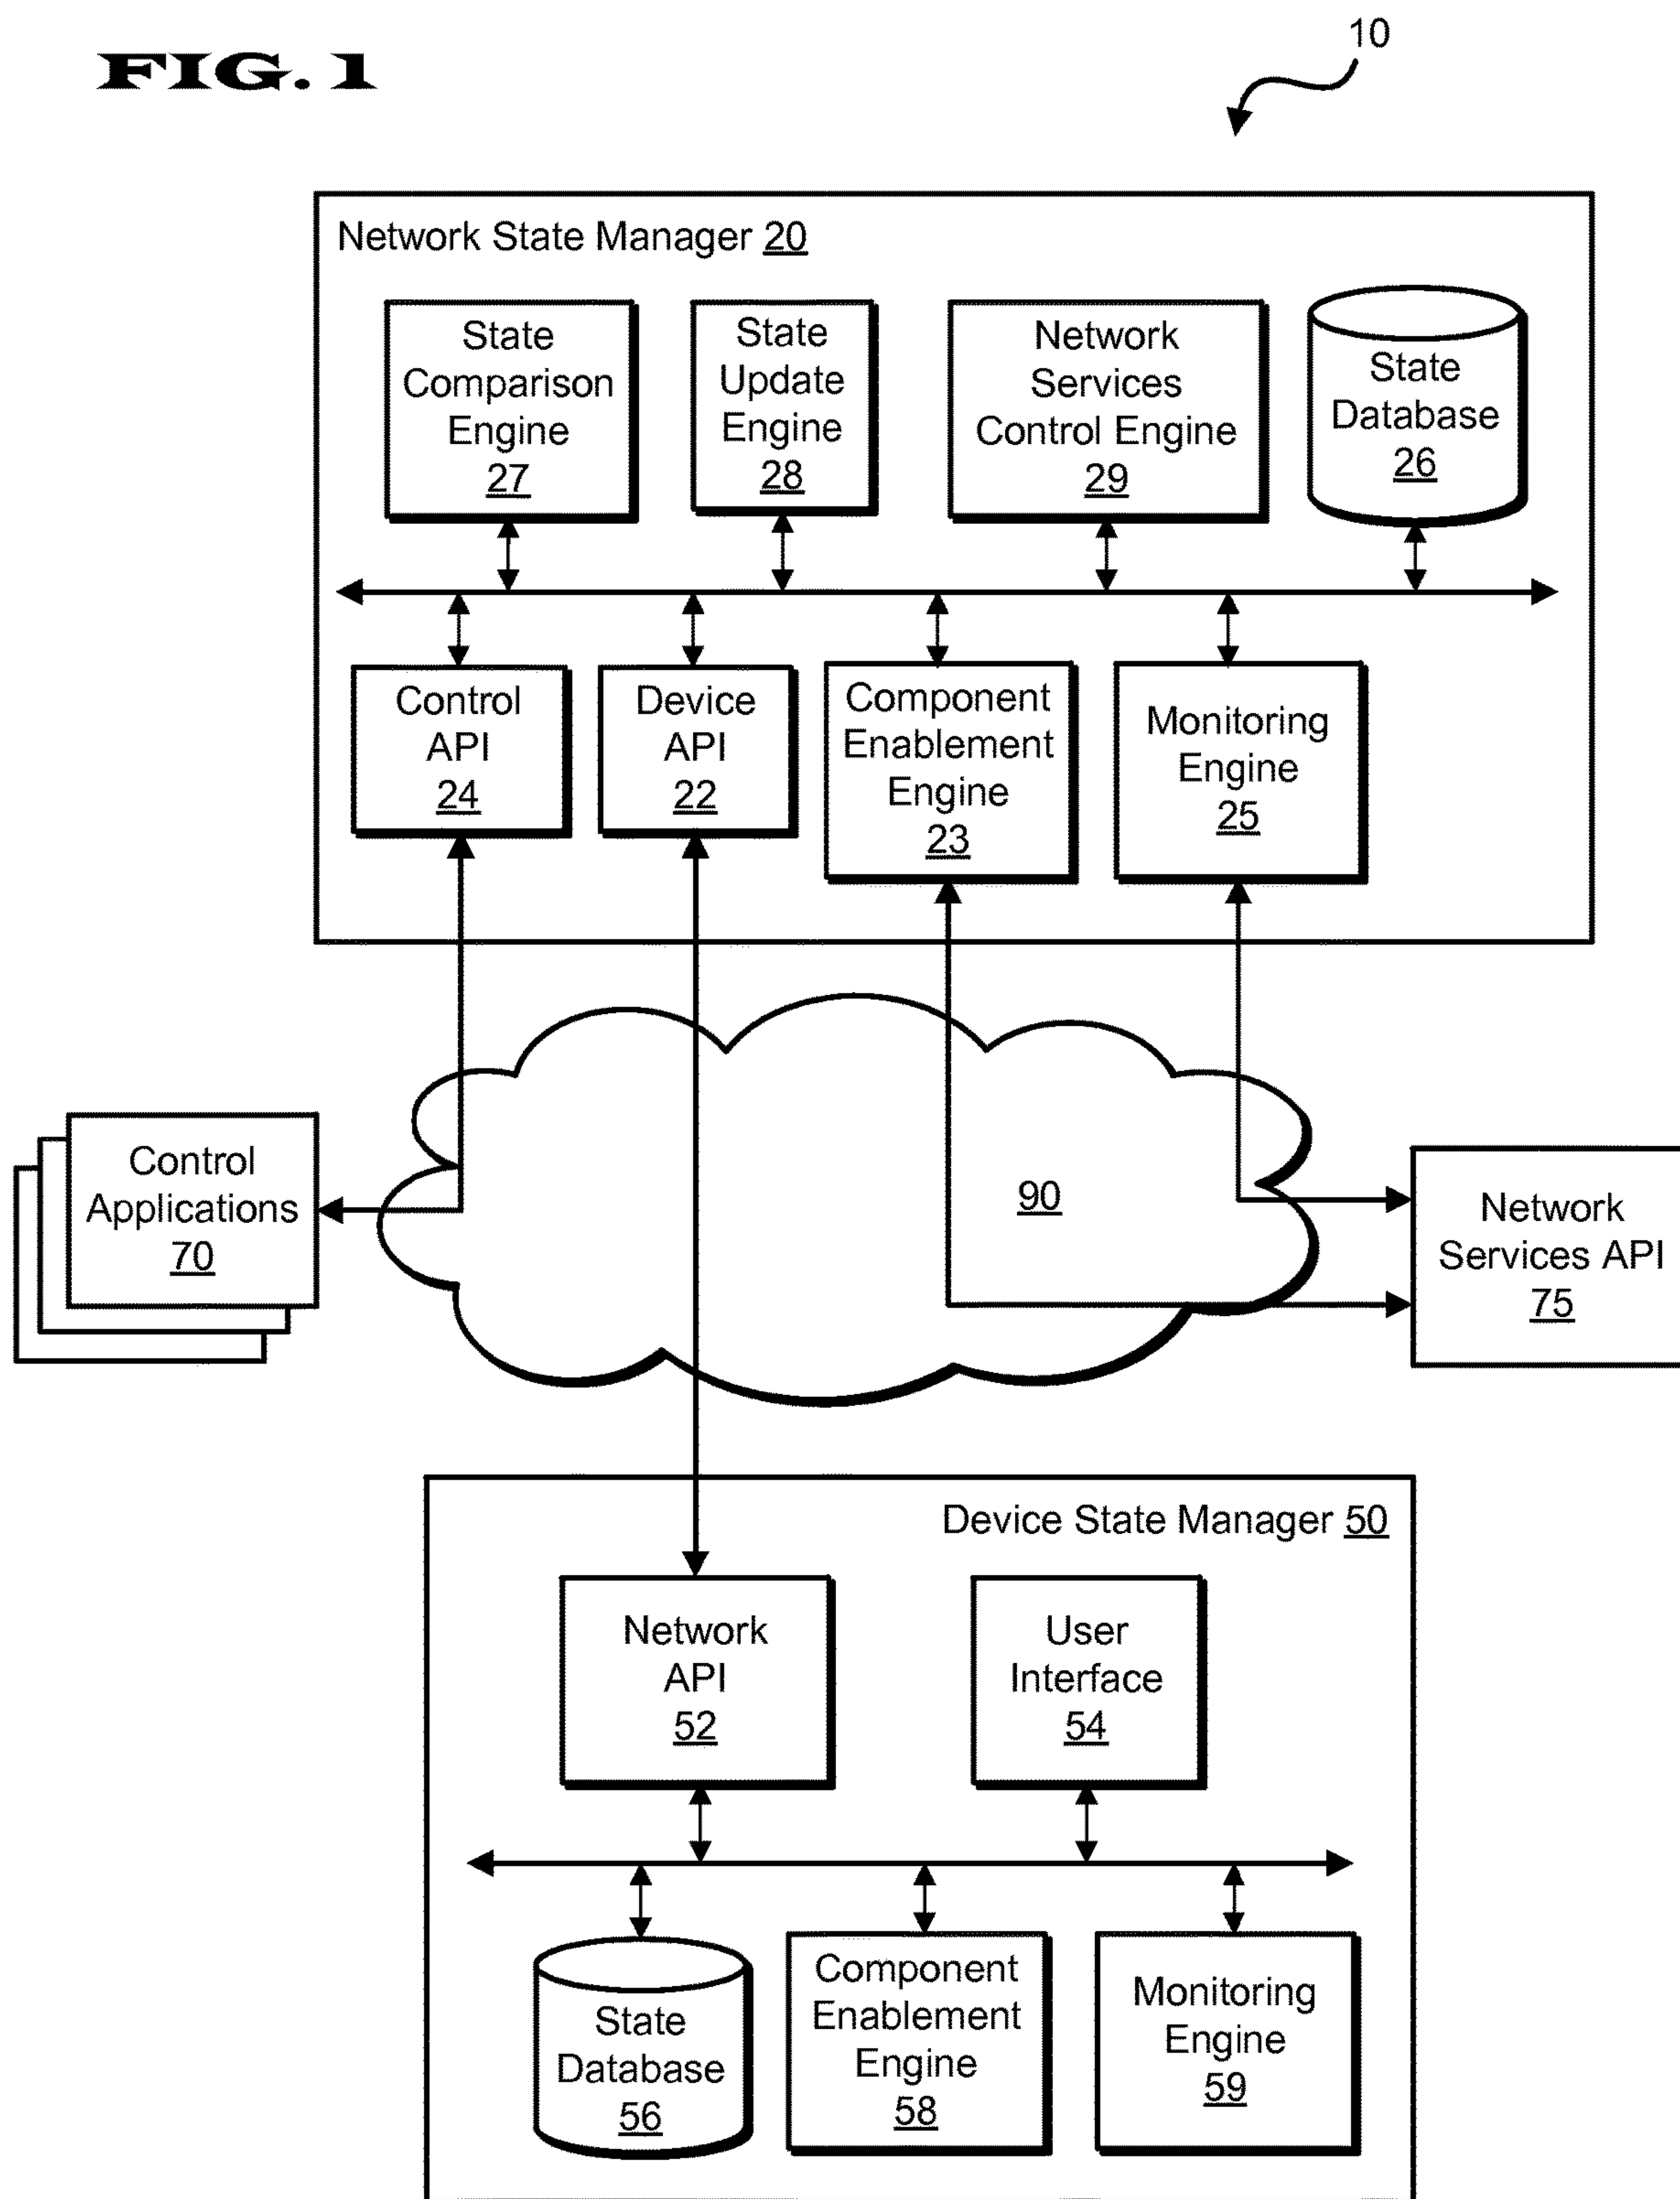 FIG. 1
10
Network State Manager 20
State
Comparison
Engine
27
State
Update
Engine
28
Network
Services
Control Engine
29
State
Database
26
Control
API
24
Device
API
22
Component
Enablement
Engine
23
Monitoring
Engine
25
Control
Applications
70
90
Network
Services API
75
Device State Manager 50
Network
API
52
User
Interface
54
State
Database
56
Component
Enablement
Engine
58
Monitoring
Engine
59